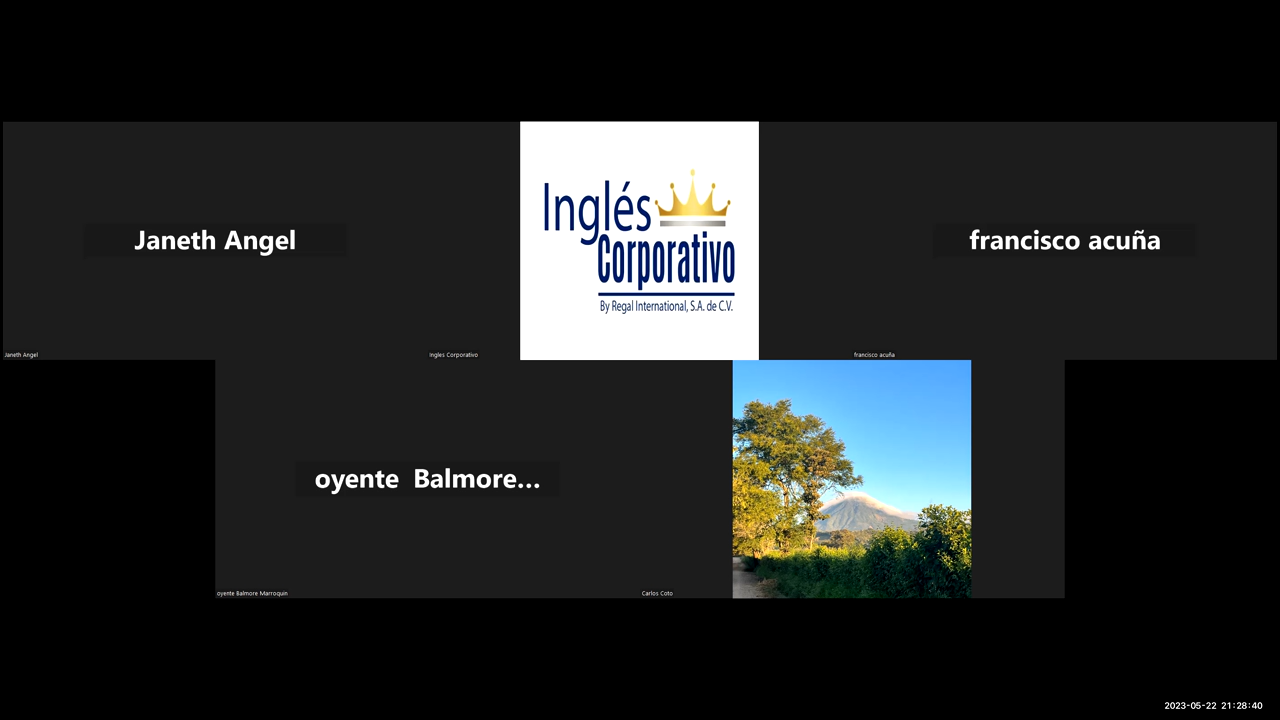 Janeth Angel
Inglés
Corporativo
By Regal International, S.A. de C.V.
francisco acuña
Janeth Angel
Ingles Corporativo
francisco acuña
oyente Balmore...
oyente Balmore Marroquin
Carlos Coto
2023-05-22 21:28:40